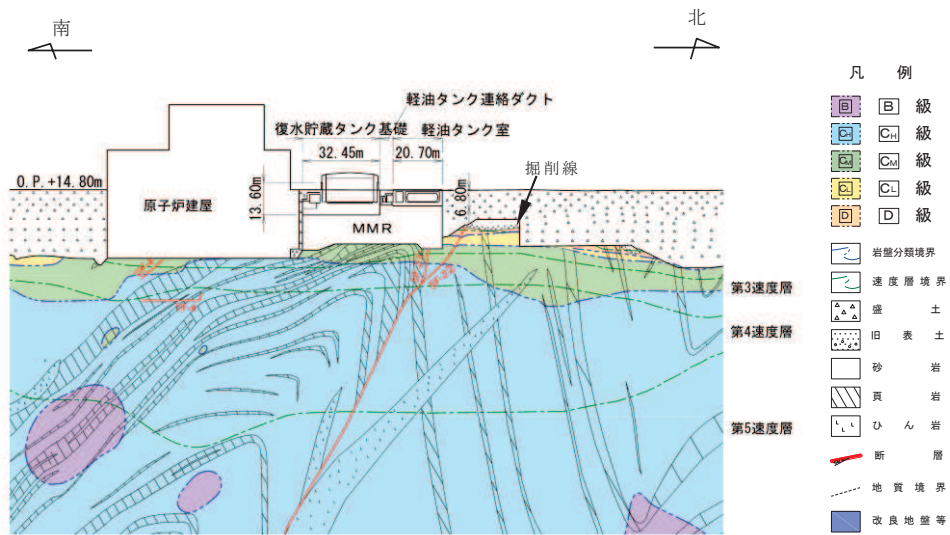 南
北
軽油タンク連絡ダクト
復水貯蔵タンク基礎 軽油タンク室
32.45m
20.70m
掘削線
O.P.+14.80m
13.60m
6.80m
原子炉建屋
MMR
第3速度層
第4速度層
第5速度層
凡 例
B B 級
CH CH 級
CM CM 級
CL CL 級
D D 級
岩盤分類境界
速度層境界
盛 土
旧 表 土
砂 岩
頁 岩
ひ ん 岩
断 層
地 質 境 界
改 良 地 盤 等